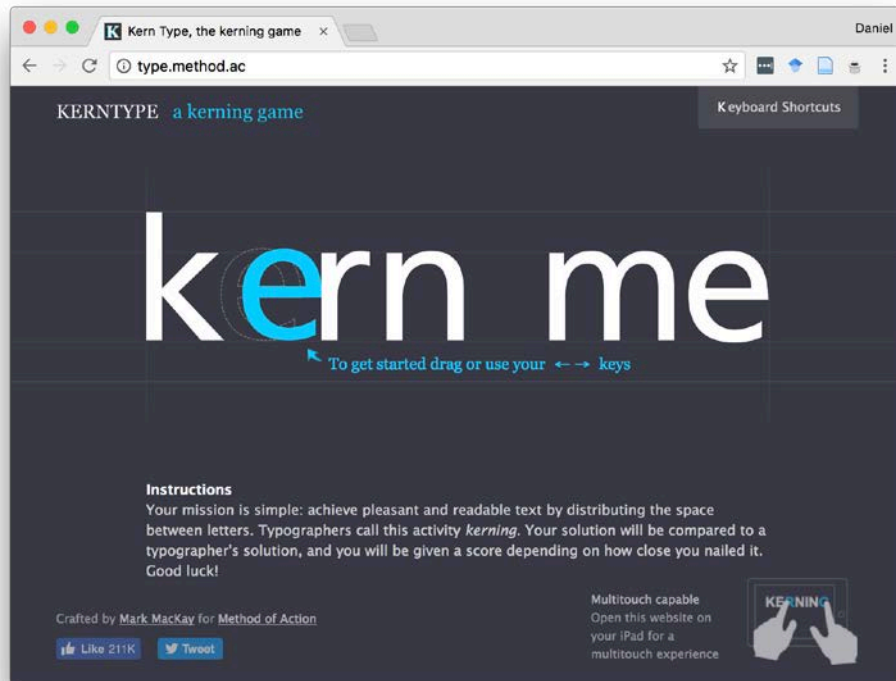 Kern Type, the kerning game
Daniel
type.method.ac
KERNTYPE a kerning game
Keyboard Shortcuts
kern me
To get started drag or use your ←→ keys
Instructions
Your mission is simple: achieve pleasant and readable text by distributing the space
between letters. Typographers call this activity kerning. Your solution will be compared to a
typographer's solution, and you will be given a score depending on how close you nailed it.
Good luck!
Multitouch capable
Open this website on
your iPad for a
multitouch experience
KERNING
Crafted by Mark MacKay for Method of Action
Like 211K
Tweet